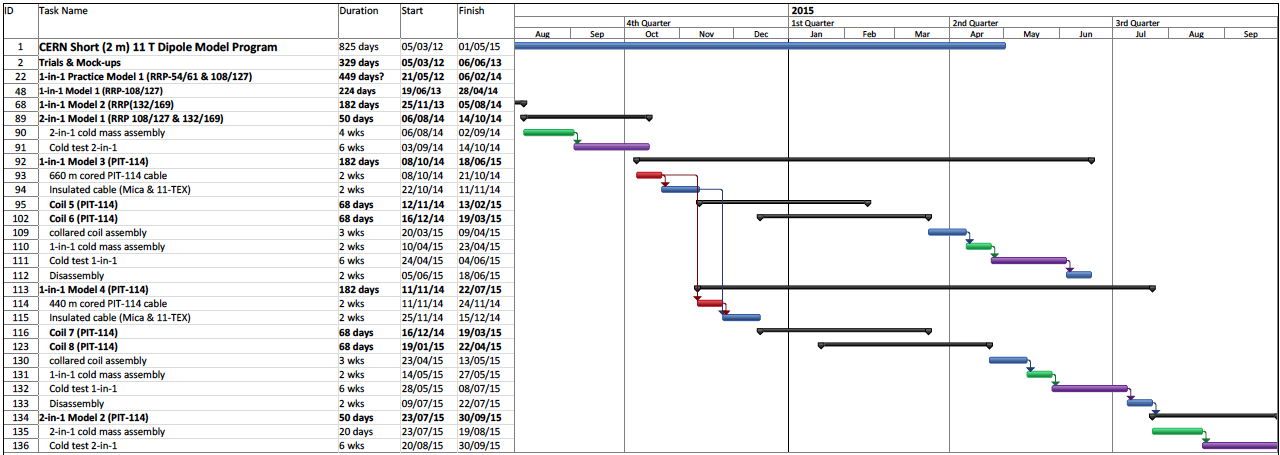 ID Task Name Duration Start Finish 2015
4th Quarter 1st Quarter 2nd Quarter 3rd Quarter
Aug Sep Oct Nov Dec Jan Feb Mar Apr May Jun Jul Aug Sep
1 CERN Short (2 m) 11 T Dipole Model Program 825 days 05/03/12 01/05/15
2 Trials & Mock-ups 329 days 05/03/12 06/06/13
22 1-in-1 Practice Model 1 (RRP-54/61 & 108/127) 449 days? 21/05/12 06/02/14
48 1-in-1 Model 1 (RRP-108/127) 224 days 19/06/13 28/04/14
68 1-in-1 Model 2 (RRP(132/169) 182 days 25/11/13 05/08/14
89 2-in-1 Model 1 (RRP 108/127 & 132/169) 50 days 06/08/14 14/10/14
90 2-in-1 cold mass assembly 4 wks 06/08/14 02/09/14
91 Cold test 2-in-1 6 wks 03/09/14 14/10/14
92 1-in-1 Model 3 (PIT-114) 182 days 08/10/14 18/06/15
93 660 m cored PIT-114 cable 2 wks 08/10/14 21/10/14
94 Insulated cable (Mica & 11-TEX) 2 wks 22/10/14 11/11/14
95 Coil 5 (PIT-114) 68 days 12/11/14 13/02/15
102 Coil 6 (PIT-114) 68 days 16/12/14 19/03/15
109 collared coil assembly 3 wks 20/03/15 09/04/15
110 1-in-1 cold mass assembly 2 wks 10/04/15 23/04/15
111 Cold test 1-in-1 6 wks 24/04/15 04/06/15
112 Disassembly 2 wks 05/06/15 18/06/15
113 1-in-1 Model 4 (PIT-114) 182 days 11/11/14 22/07/15
114 440 m cored PIT-114 cable 2 wks 11/11/14 24/11/14
115 Insulated cable (Mica & 11-TEX) 2 wks 25/11/14 15/12/14
116 Coil 7 (PIT-114) 68 days 16/12/14 19/03/15
123 Coil 8 (PIT-114) 68 days 19/01/15 22/04/15
130 collared coil assembly 3 wks 23/04/15 13/05/15
131 1-in-1 cold mass assembly 2 wks 14/05/15 27/05/15
132 Cold test 1-in-1 6 wks 28/05/15 08/07/15
133 Disassembly 2 wks 09/07/15 22/07/15
134 2-in-1 Model 2 (PIT-114) 50 days 23/07/15 30/09/15
135 2-in-1 cold mass assembly 20 days 23/07/15 19/08/15
136 Cold test 2-in-1 6 wks 20/08/15 30/09/15